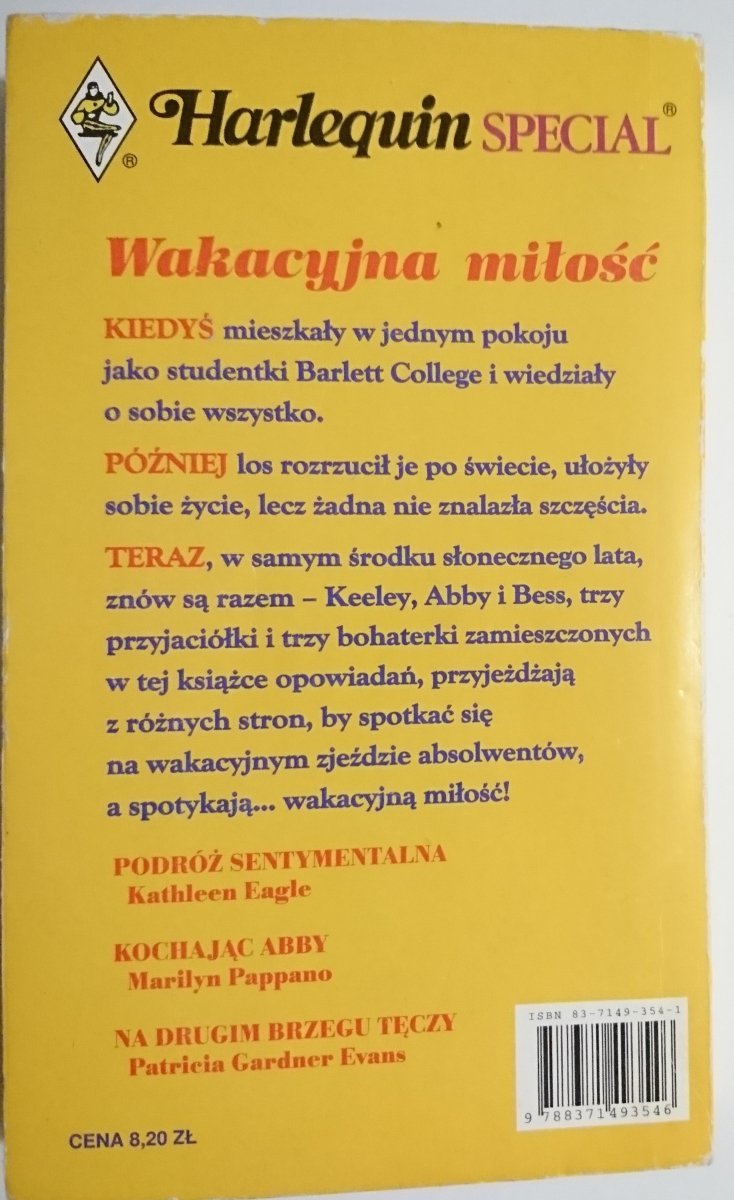 Harlequin SPECIAL®
®
Wakacyjna miłość
KIEDYŚ mieszkały w jednym pokoju
jako studentki Barlett College i wiedziały
o sobie wszystko.
PÓŹNIEJ los rozrzucił je po świecie, ułożyły
sobie życie, lecz żadna nie znalazła szczęścia.
TERAZ, w samym środku słonecznego lata,
znów są razem – Keeley, Abby i Bess, trzy
przyjaciółki i trzy bohaterki zamieszczonych
w tej książce opowiadań, przyjeżdżają
z różnych stron, by spotkać się
na wakacyjnym zjeździe absolwentów,
a spotykają... wakacyjną miłość!
PODRÓŻ SENTYMENTALNA
Kathleen Eagle
KOCHAJĄC ABBY
Marilyn Pappano
NA DRUGIM BRZEGU TĘCZY
Patricia Gardner Evans
ISBN 83-7149-354-1
9 788371 493546
CENA 8,20 ZŁ